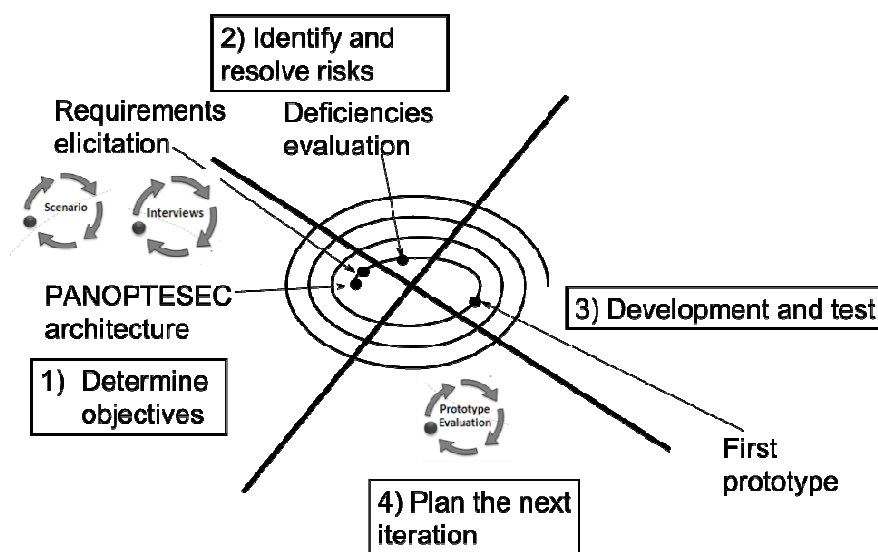 2) Identify and
resolve risks
Requirements
elicitation
Deficiencies
evaluation
Scenario
Interviews
PANOPTESEC
architecture
3) Development and test
1) Determine
objectives
Prototype
Evaluation
First
prototype
4) Plan the next
iteration